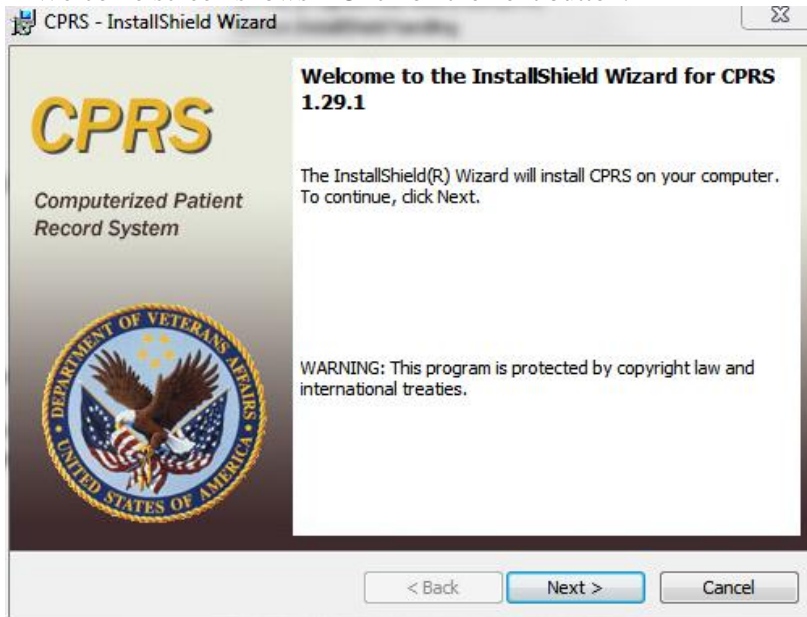 CPRS - InstallShield Wizard
CPRS
Computerized Patient
Record System
DEPARTMENT OF VETERANS AFFAIRS
UNITED STATES OF AMERICA
Welcome to the InstallShield Wizard for CPRS
1.29.1
The InstallShield(R) Wizard will install CPRS on your computer.
To continue, click Next.
WARNING: This program is protected by copyright law and
international treaties.
< Back
Next >
Cancel